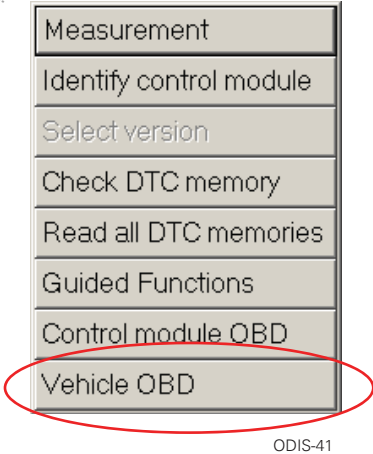 Measurement
Identify control module
Select version
Check DTC memory
Read all DTC memories
Guided Functions
Control module OBD
Vehicle OBD
ODIS-41